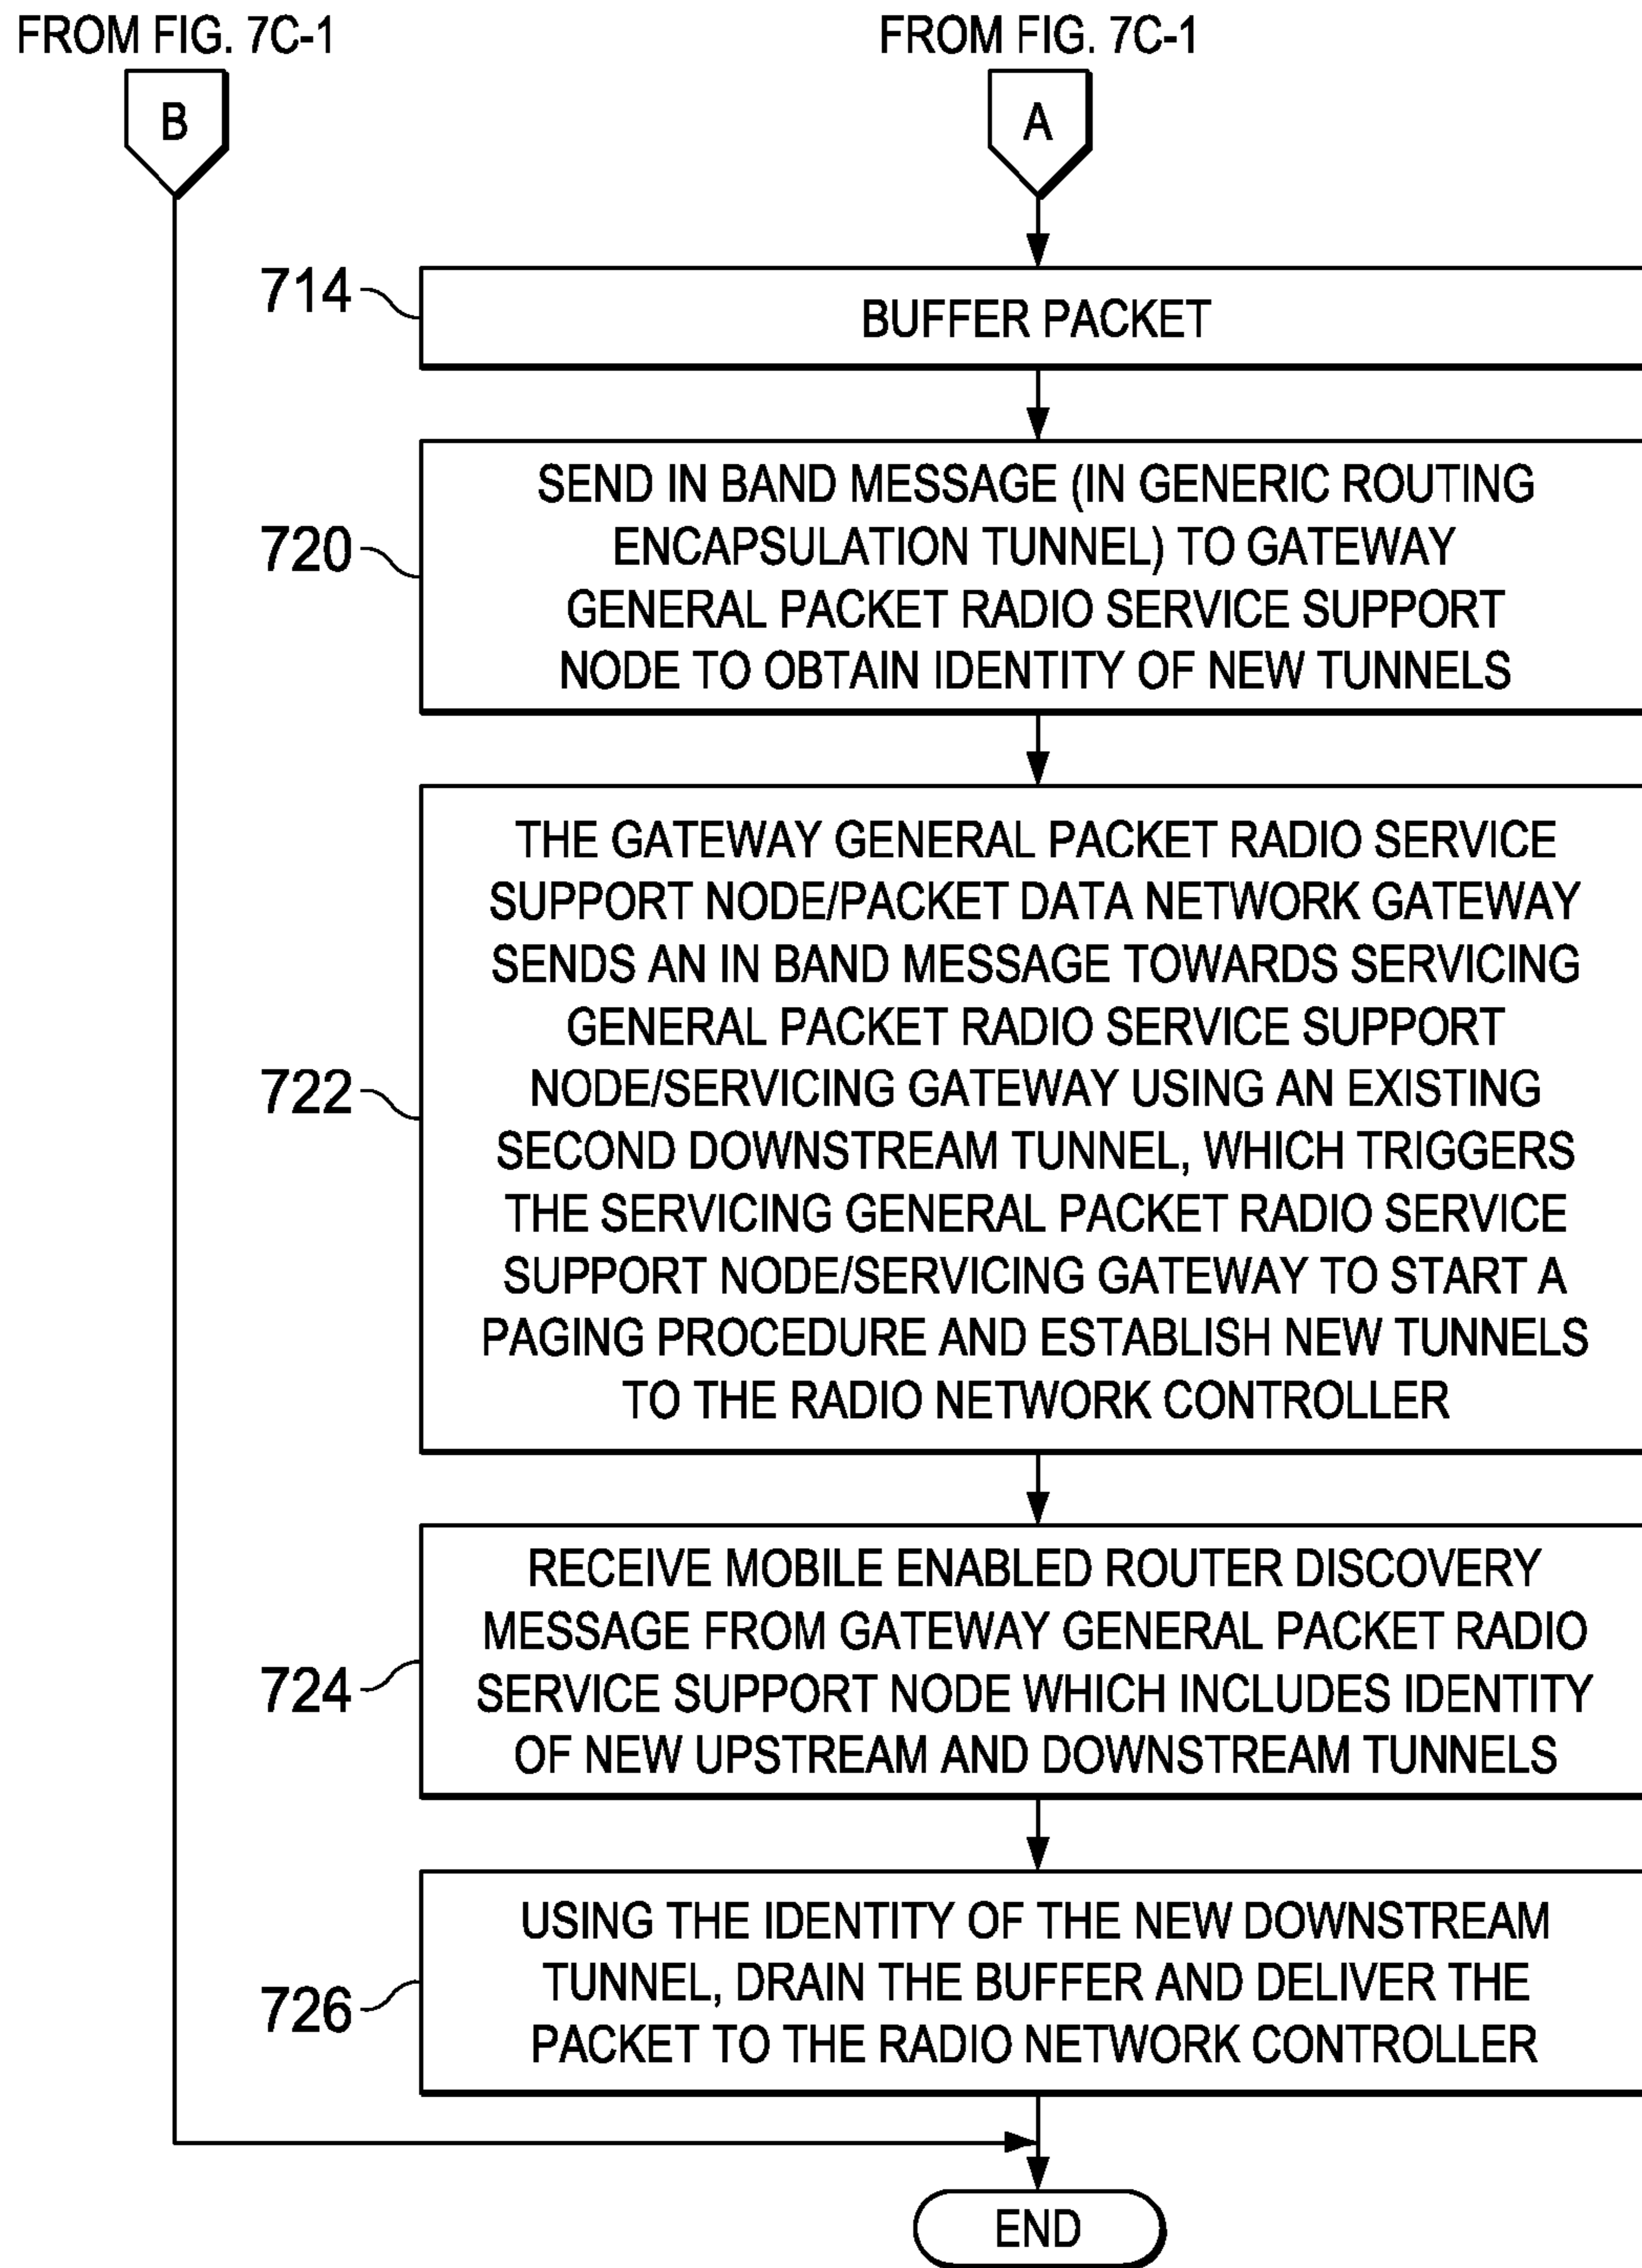 FROM FIG. 7C-1
FROM FIG. 7C-1
B
A
714
BUFFER PACKET
720
SEND IN BAND MESSAGE (IN GENERIC ROUTING
ENCAPSULATION TUNNEL) TO GATEWAY
GENERAL PACKET RADIO SERVICE SUPPORT
NODE TO OBTAIN IDENTITY OF NEW TUNNELS
722
THE GATEWAY GENERAL PACKET RADIO SERVICE
SUPPORT NODE/PACKET DATA NETWORK GATEWAY
SENDS AN IN BAND MESSAGE TOWARDS SERVICING
GENERAL PACKET RADIO SERVICE SUPPORT
NODE/SERVICING GATEWAY USING AN EXISTING
SECOND DOWNSTREAM TUNNEL, WHICH TRIGGERS
THE SERVICING GENERAL PACKET RADIO SERVICE
SUPPORT NODE/SERVICING GATEWAY TO START A
PAGING PROCEDURE AND ESTABLISH NEW TUNNELS
TO THE RADIO NETWORK CONTROLLER
724
RECEIVE MOBILE ENABLED ROUTER DISCOVERY
MESSAGE FROM GATEWAY GENERAL PACKET RADIO
SERVICE SUPPORT NODE WHICH INCLUDES IDENTITY
OF NEW UPSTREAM AND DOWNSTREAM TUNNELS
726
USING THE IDENTITY OF THE NEW DOWNSTREAM
TUNNEL, DRAIN THE BUFFER AND DELIVER THE
PACKET TO THE RADIO NETWORK CONTROLLER
END